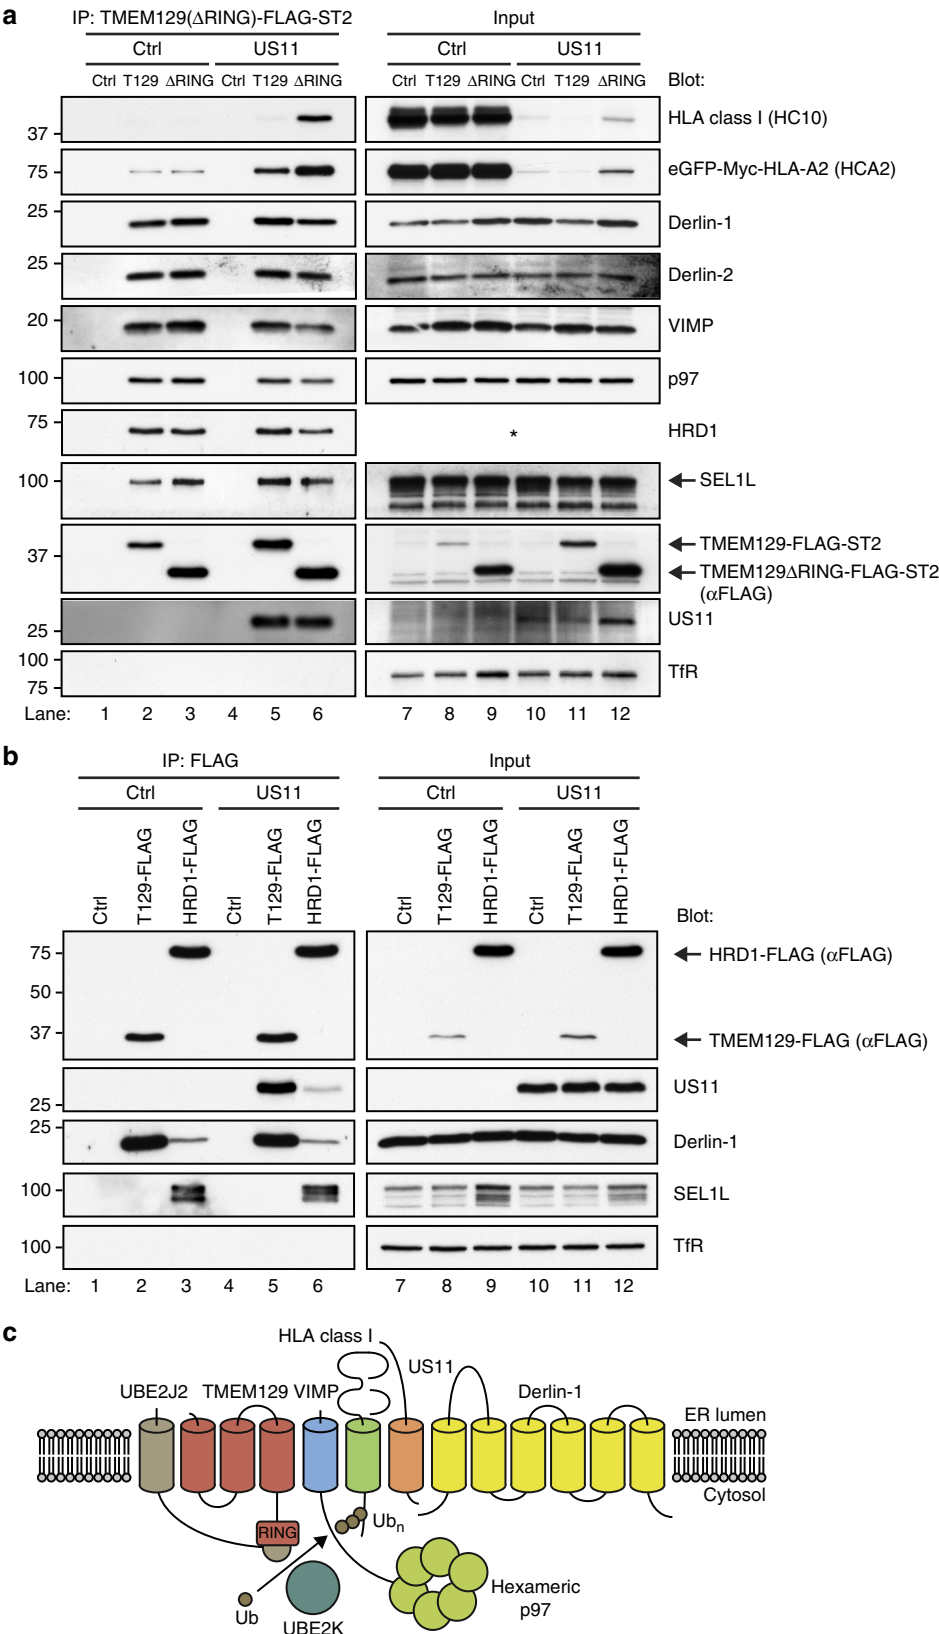 a
IP: TMEM129(ΔRING)-FLAG-ST2 Input
Ctrl US11 Ctrl US11
Ctrl T129 ΔRING Ctrl T129 ΔRING Ctrl T129 ΔRING Ctrl T129 ΔRING Blot:
37 HLA class I (HC10)
75 eGFP-Myc-HLA-A2 (HCA2)
25 Derlin-1
25 Derlin-2
20 VIMP
100 p97
75 * HRD1
100 SEL1L
TMEM129-FLAG-ST2
37
TMEM129ΔRING-FLAG-ST2
(αFLAG)
25 US11
100
75 TfR
Lane: 1 2 3 4 5 6 7 8 9 10 11 12
b
IP: FLAG Input
Ctrl US11 Ctrl US11
Ctrl T129-FLAG HRD1-FLAG Ctrl T129-FLAG HRD1-FLAG Ctrl T129-FLAG HRD1-FLAG Ctrl T129-FLAG HRD1-FLAG Blot:
75 HRD1-FLAG (αFLAG)
50
37 TMEM129-FLAG (αFLAG)
25 US11
25 Derlin-1
100 SEL1L
100 TfR
Lane: 1 2 3 4 5 6 7 8 9 10 11 12
c
HLA class I
US11
UBE2J2 TMEM129 VIMP Derlin-1
ER lumen
Cytosol
RING
Ubn
Ub
UBE2K
Hexameric
p97